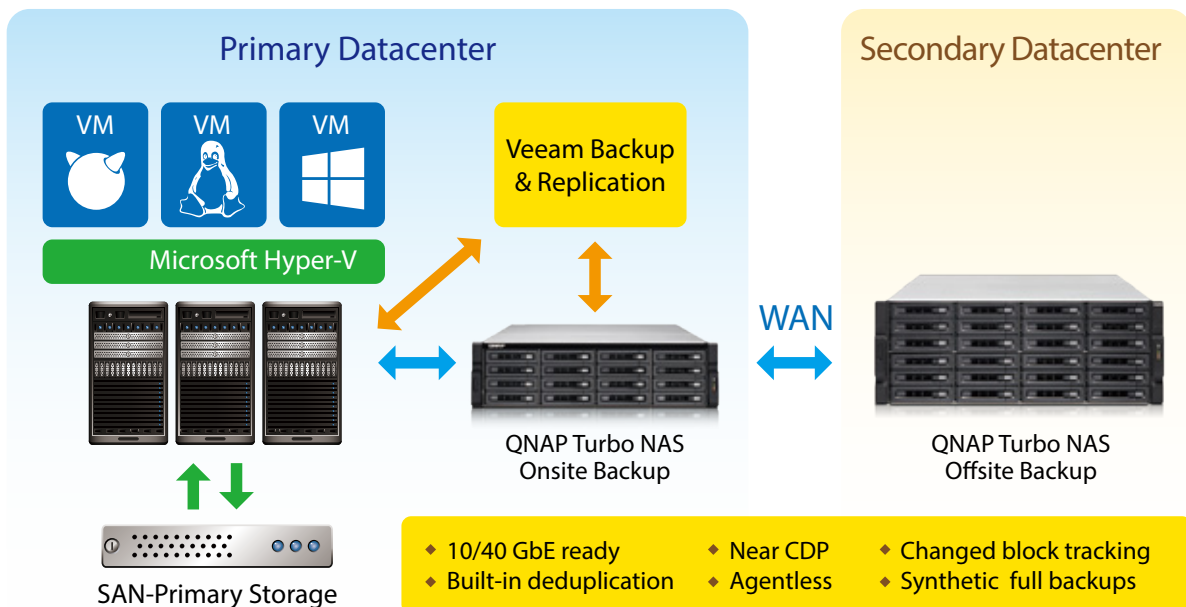 Primary Datacenter
Secondary Datacenter
VM
VM
VM
Veeam Backup
& Replication
Microsoft Hyper-V
WAN
QNAP Turbo NAS
Onsite Backup
QNAP Turbo NAS
Offsite Backup
SAN-Primary Storage
10/40 GbE ready
Near CDP
Changed block tracking
Built-in deduplication
Agentless
Synthetic full backups